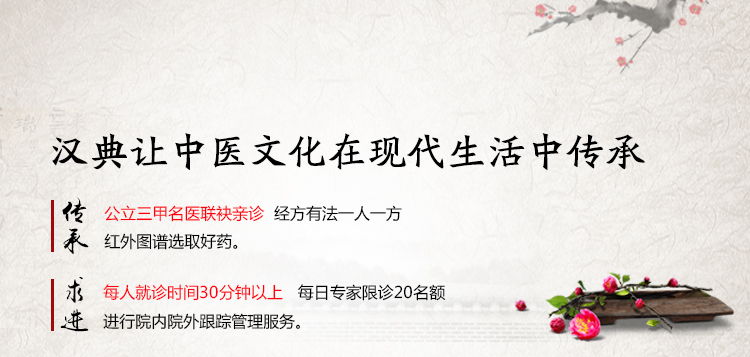 汉典让中医文化在现代生活中传承
传承
公立三甲名医联袂亲诊 经方有法一人一方
红外图谱选取好药。
求进
每人就诊时间30分钟以上 每日专家限诊20名额
进行院内院外跟踪管理服务。